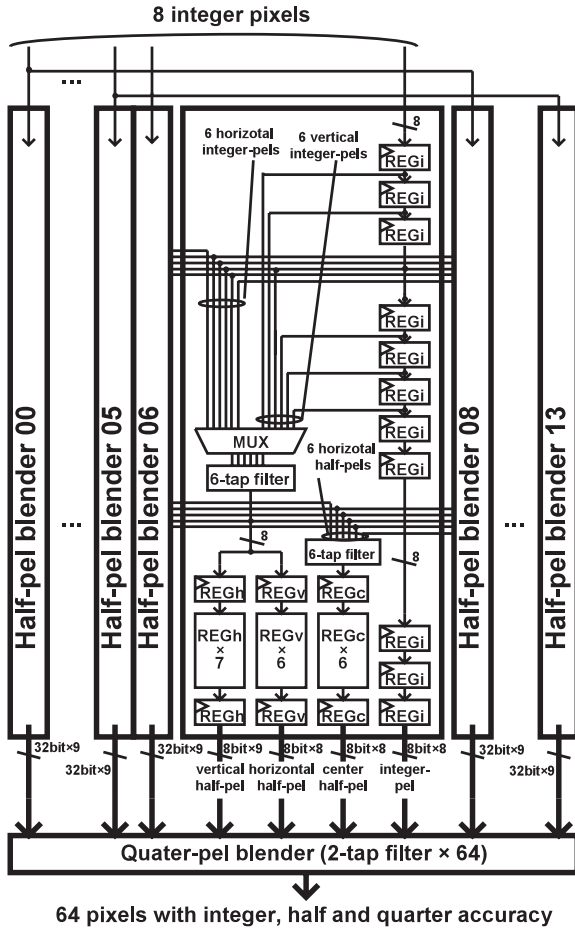 8 integer pixels
...
8
6 horizotal
integer-pels
6 vertical
integer-pels
REGi
REGi
REGi
REGi
REGi
REGi
REGi
REGi
MUX
6-tap filter
6 horizotal
half-pels
8
6-tap filter
8
Half-pel blender 00
...
Half-pel blender 05
Half-pel blender 06
Half-pel blender 08
...
Half-pel blender 13
REGh
REGv
REGc
REGh
×
7
REGv
×
6
REGc
×
6
REGi
REGi
REGh
REGv
REGc
REGi
32bit×9
32bit×9
32bit×9
8bit×9
8bit×8
8bit×8
8bit×8
32bit×9
32bit×9
vertical
half-pel
horizontal
half-pel
center
half-pel
integer-
pel
Quater-pel blender (2-tap filter × 64)
64 pixels with integer, half and quarter accuracy